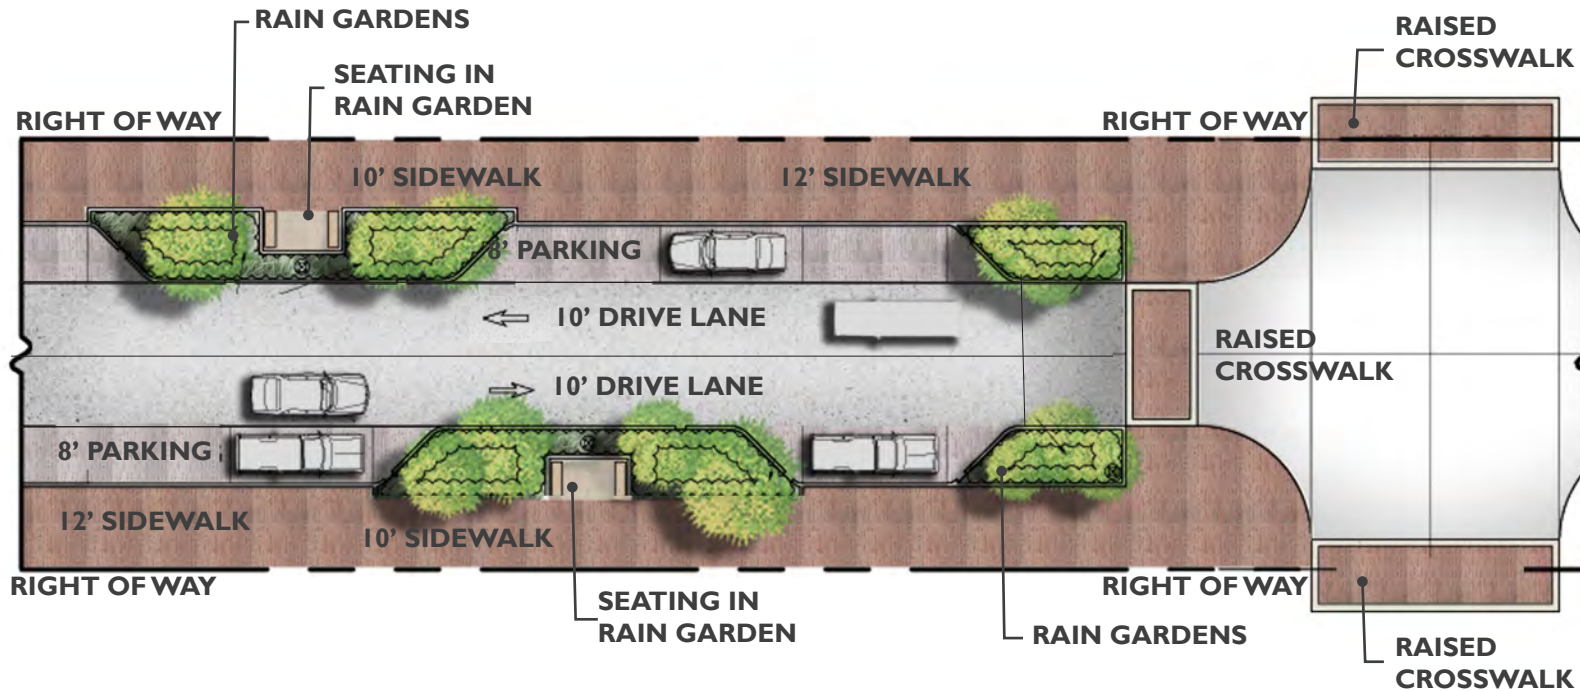 RAIN GARDENS
RAISED
CROSSWALK
SEATING IN
RAIN GARDEN
RIGHT OF WAY
RIGHT OF WAY
10' SIDEWALK
12' SIDEWALK
8' PARKING
10' DRIVE LANE
RAISED
CROSSWALK
10' DRIVE LANE
8' PARKING
12' SIDEWALK
10' SIDEWALK
RIGHT OF WAY
RIGHT OF WAY
SEATING IN
RAIN GARDEN
RAIN GARDENS
RAISED
CROSSWALK